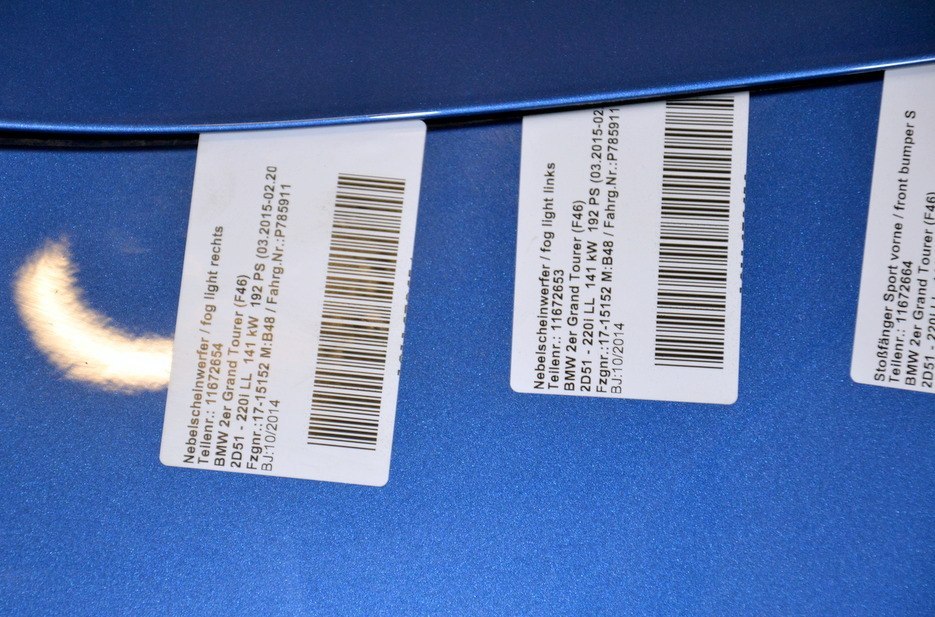 Nebelscheinwerfer / fog light rechts
Teilenr.: 11672654
BMW 2er Grand Tourer (F46)
2D51 - 220i LL 141 kW 192 PS (03.2015-02.20
Fzgnr.:17-15152 M:B48 / Fahrg.Nr.:P785911
BJ:10/2014
Nebelscheinwerfer / fog light links
Teilenr.: 11672653
BMW 2er Grand Tourer (F46)
2D51 - 220i LL 141 kW 192 PS (03.2015-02
Fzgnr.:17-15152 M:B48 / Fahrg.Nr.:P785911
BJ:10/2014
Stoßfänger Sport vorne / front bumper S
Teilenr.: 11672664
BMW 2er Grand Tourer (F46)
2D51 - 220i